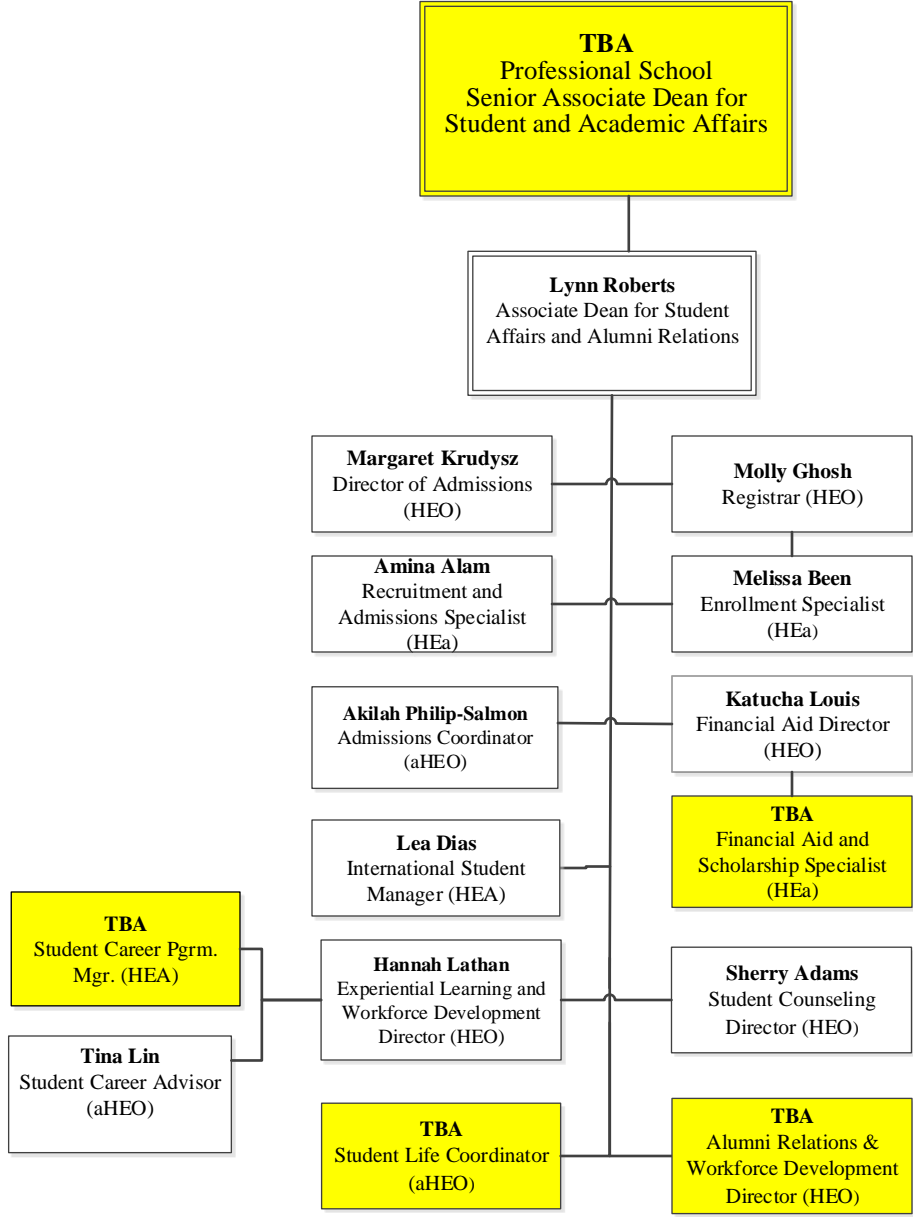 TBA
Professional School
Senior Associate Dean for
Student and Academic Affairs
Lynn Roberts
Associate Dean for Student
Affairs and Alumni Relations
Margaret Krudysz
Director of Admissions
(HEO)
Molly Ghosh
Registrar (HEO)
Amina Alam
Recruitment and
Admissions Specialist
(HEa)
Melissa Been
Enrollment Specialist
(HEa)
Akilah Philip-Salmon
Admissions Coordinator
(aHEO)
Katucha Louis
Financial Aid Director
(HEO)
TBA
Financial Aid and
Scholarship Specialist
(HEa)
Lea Dias
International Student
Manager (HEA)
TBA
Student Career Pgrm.
Mgr. (HEA)
Hannah Lathan
Experiential Learning and
Workforce Development
Director (HEO)
Sherry Adams
Student Counseling
Director (HEO)
Tina Lin
Student Career Advisor
(aHEO)
TBA
Student Life Coordinator
(aHEO)
TBA
Alumni Relations &
Workforce Development
Director (HEO)